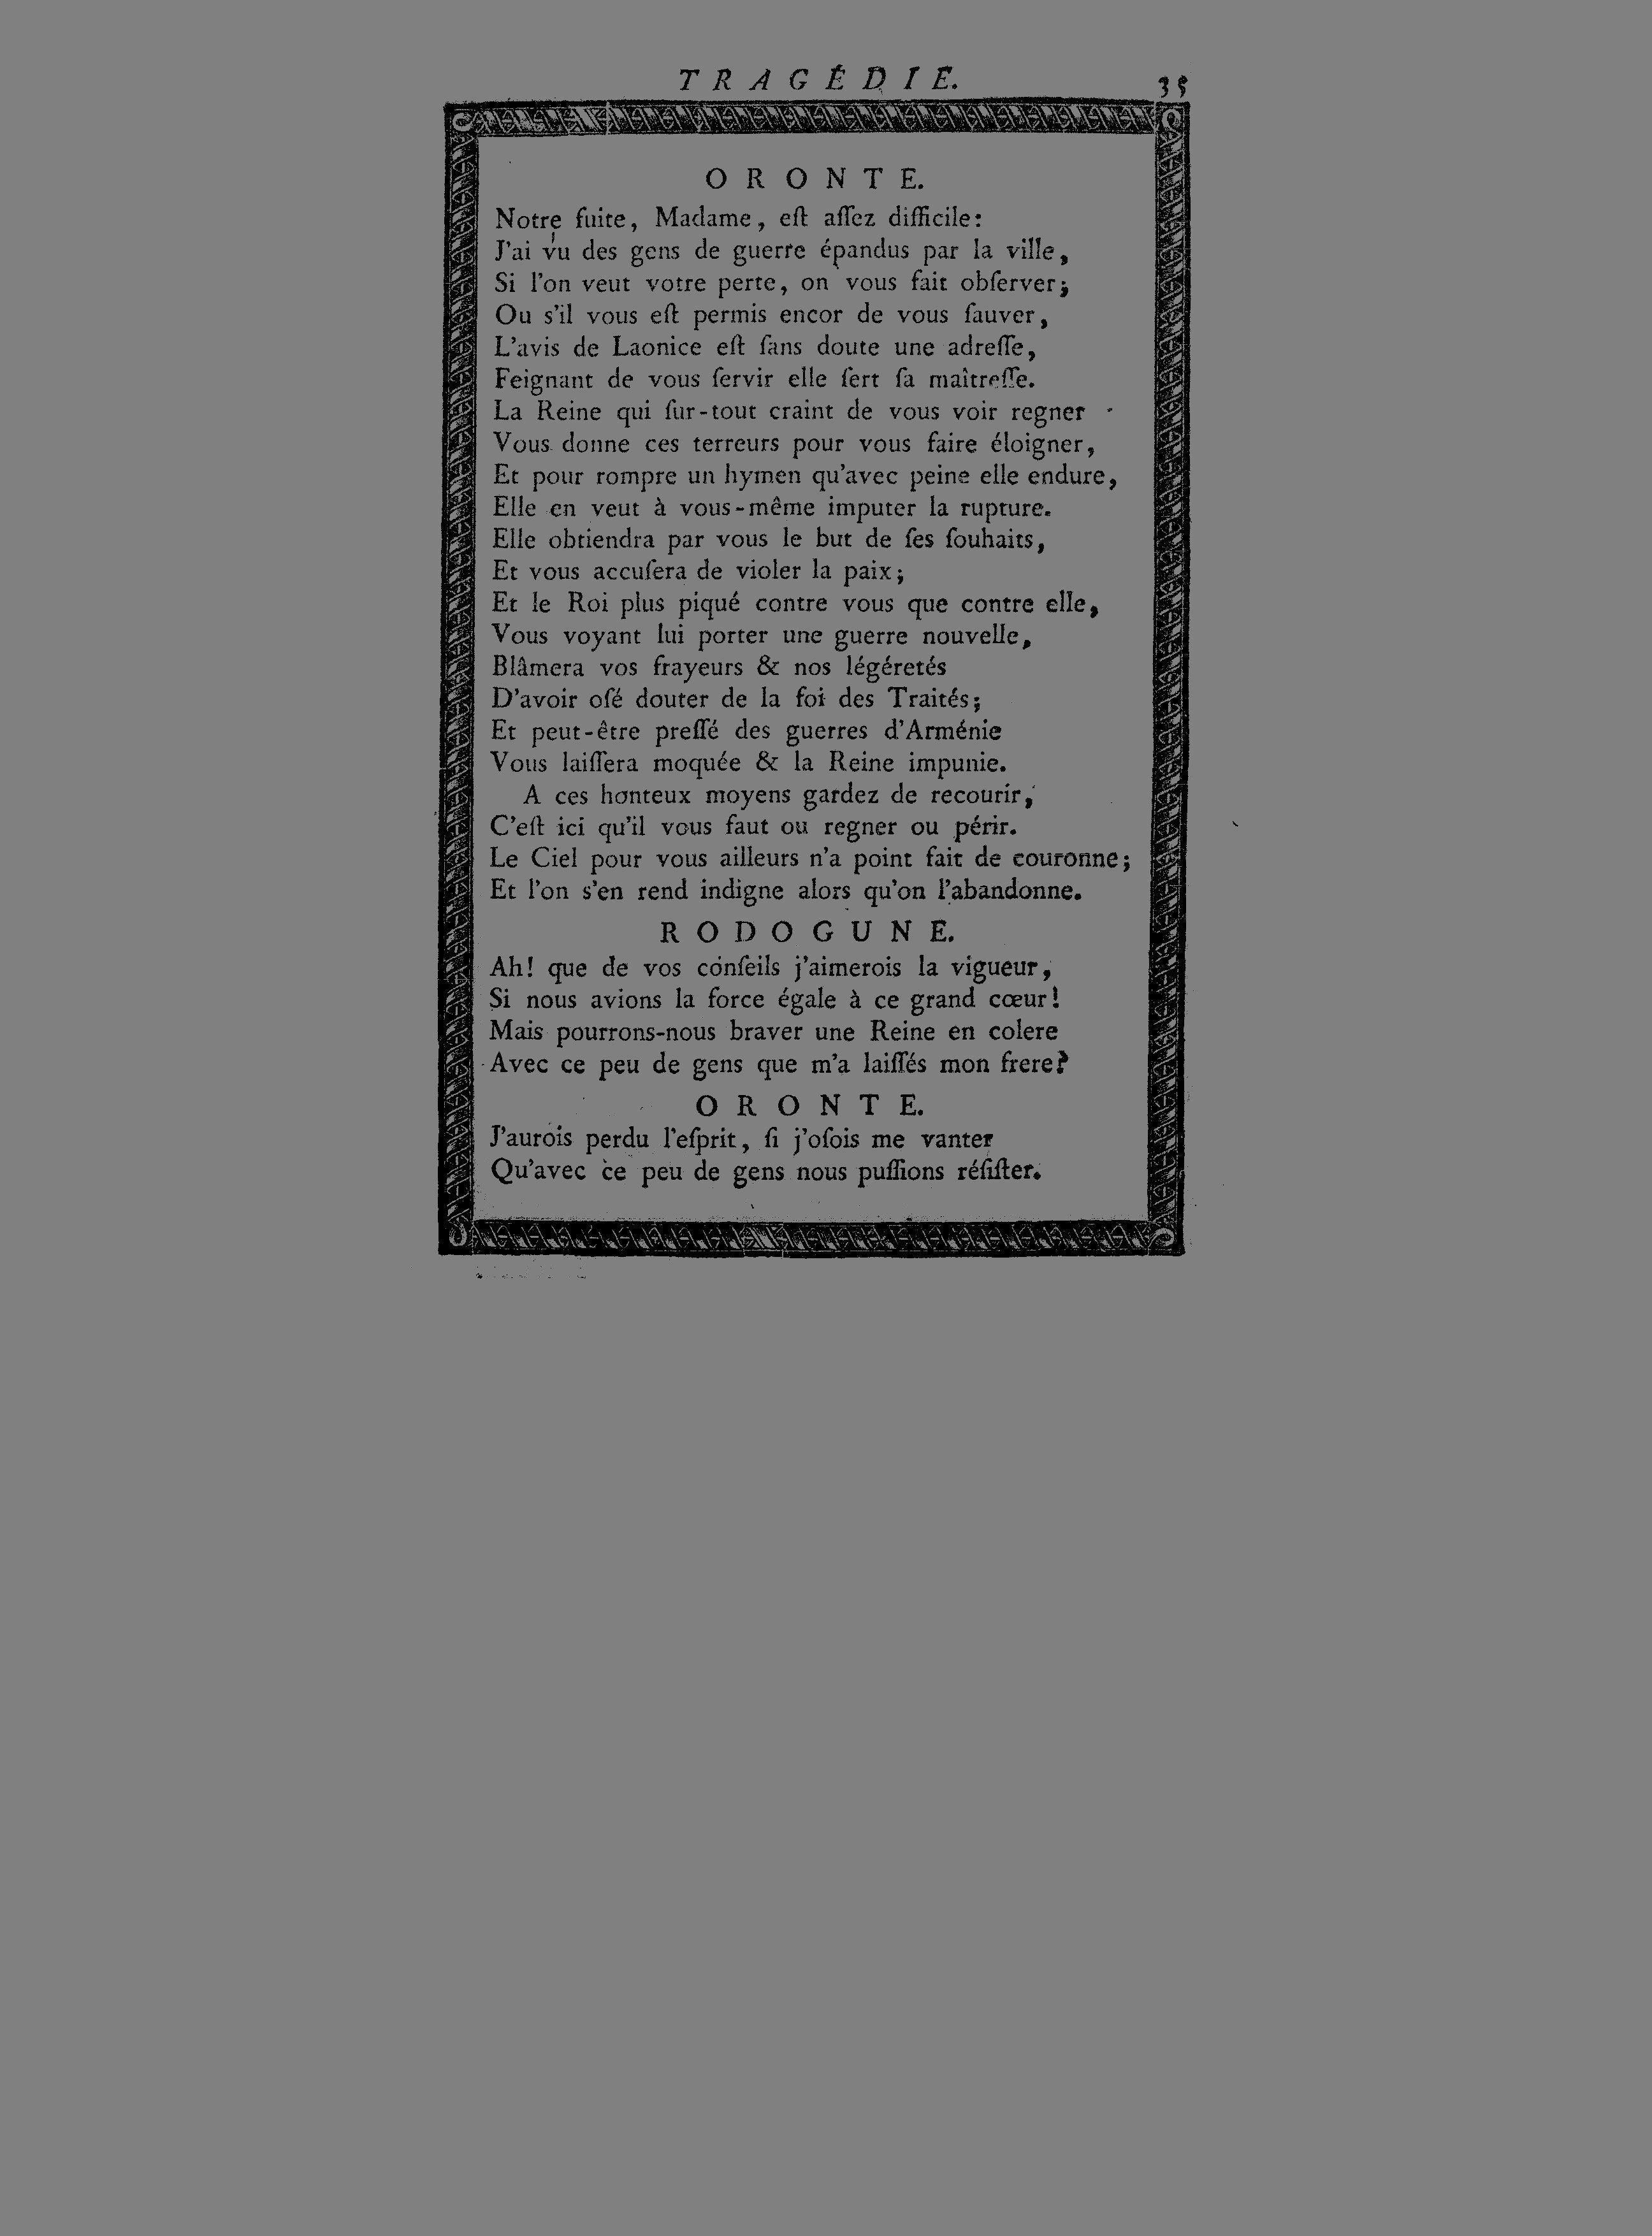 TRAGÉDIE. 35
ORONTE.
Notre fuite, Madame, eſt aſſez difficile:
J'ai vu des gens de guerre épandus par la ville,
Si l'on veut votre perte, on vous fait obſerver;
Ou s'il vous eſt permis encor de vous ſauver,
L'avis de Laonice eſt ſans doute une adreſſe,
Feignant de vous ſervir elle ſert ſa maîtreſſe.
La Reine qui ſur-tout craint de vous voir regner
Vous donne ces terreurs pour vous faire éloigner,
Et pour rompre un hymen qu'avec peine elle endure,
Elle en veut à vous-même imputer la rupture.
Elle obtiendra par vous le but de ſes ſouhaits,
Et vous accuſera de violer la paix;
Et le Roi plus piqué contre vous que contre elle,
Vous voyant lui porter une guerre nouvelle,
Blâmera vos frayeurs & nos légéretés
D'avoir oſé douter de la foi des Traités;
Et peut-être preſſé des guerres d'Arménie
Vous laiſſera moquée & la Reine impunie.
A ces honteux moyens gardez de recourir,
C'eſt ici qu'il vous faut ou regner ou périr.
Le Ciel pour vous ailleurs n'a point fait de couronne;
Et l'on s'en rend indigne alors qu'on l'abandonne.
RODOGUNE.
Ah! que de vos conſeils j'aimerois la vigueur,
Si nous avions la force égale à ce grand cœur!
Mais pourrons-nous braver une Reine en colere
Avec ce peu de gens que m'a laiſſés mon frere?
ORONTE.
J'aurois perdu l'eſprit, ſi j'oſois me vanter
Qu'avec ce peu de gens nous puſſions réſiſter.